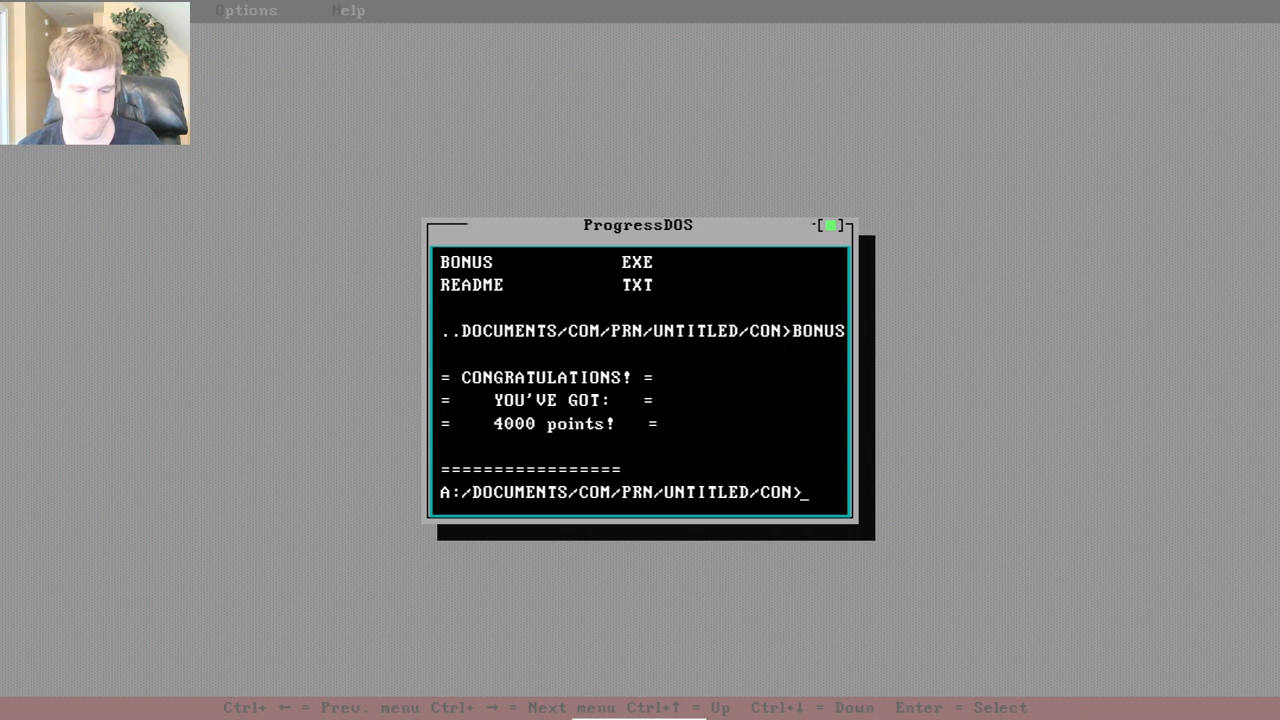 Options Help
ProgressDOS
-[ ]-
BONUS EXE
README TXT
..DOCUMENTS/COM/PRN/UNTITLED/CON>BONUS
= CONGRATULATIONS! =
= YOU'VE GOT: =
= 4000 points! =
=================
A:/DOCUMENTS/COM/PRN/UNTITLED/CON>_
Ctrl+ ← = Prev. menu Ctrl+ → = Next menu Ctrl+↑ = Up Ctrl+↓ = Down Enter = Select